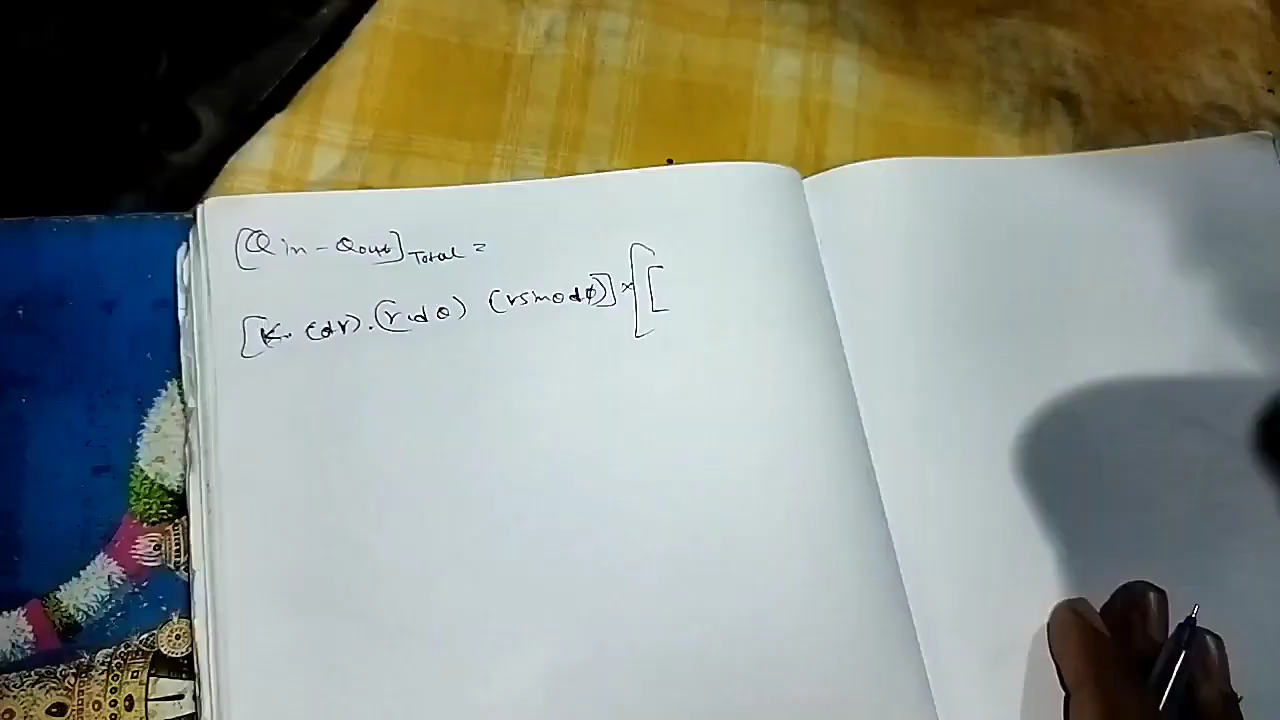 [Qin - Qout]Total =
[K. (dr). (r.dθ) (rsinθdϕ)] × [[